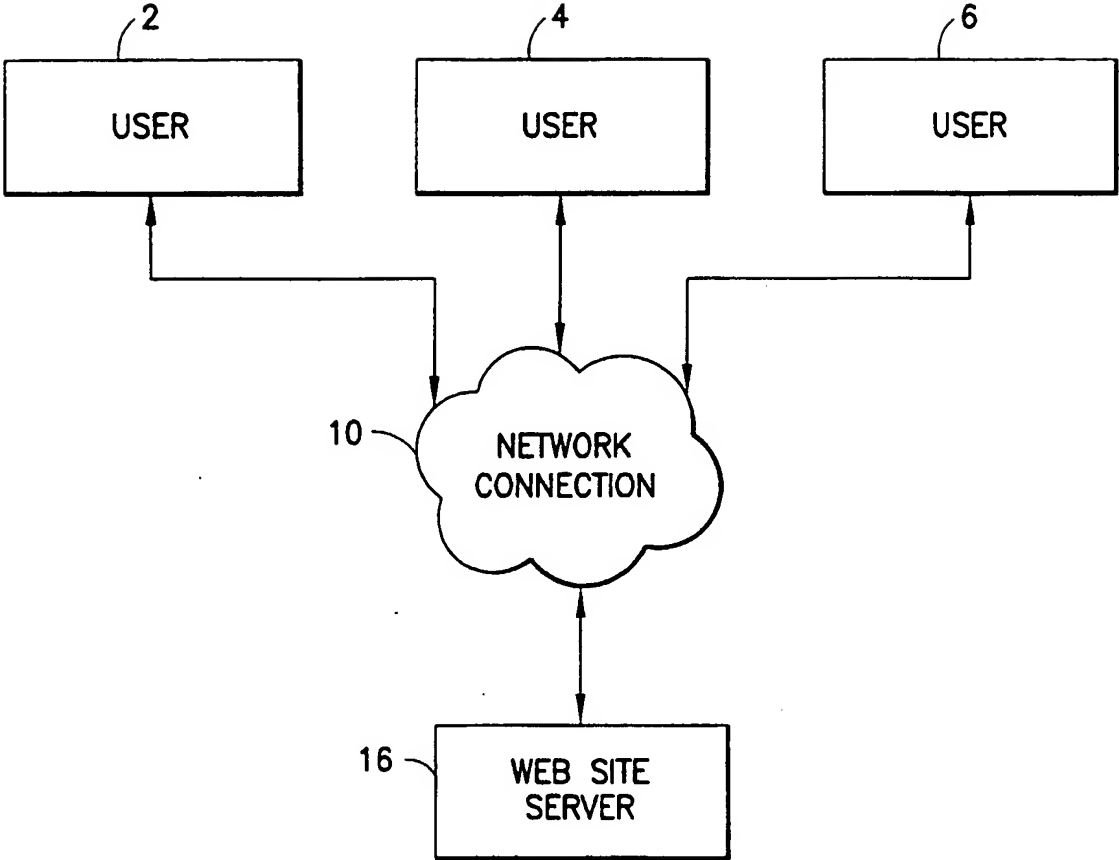 2
4
6
USER
USER
USER
10
NETWORK
CONNECTION
16
WEB SITE
SERVER